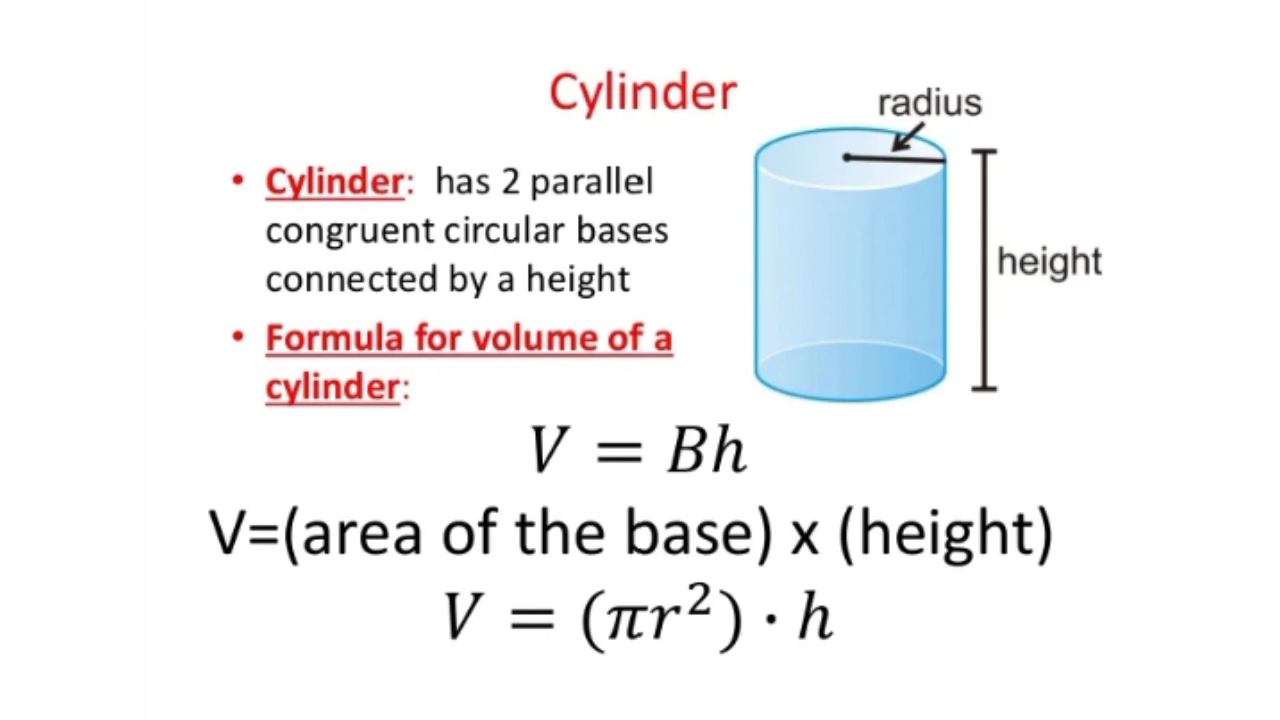 Cylinder
radius
• Cylinder: has 2 parallel
congruent circular bases
connected by a height
height
• Formula for volume of a
cylinder:
V = Bh
V=(area of the base) x (height)
V = (πr²) · h